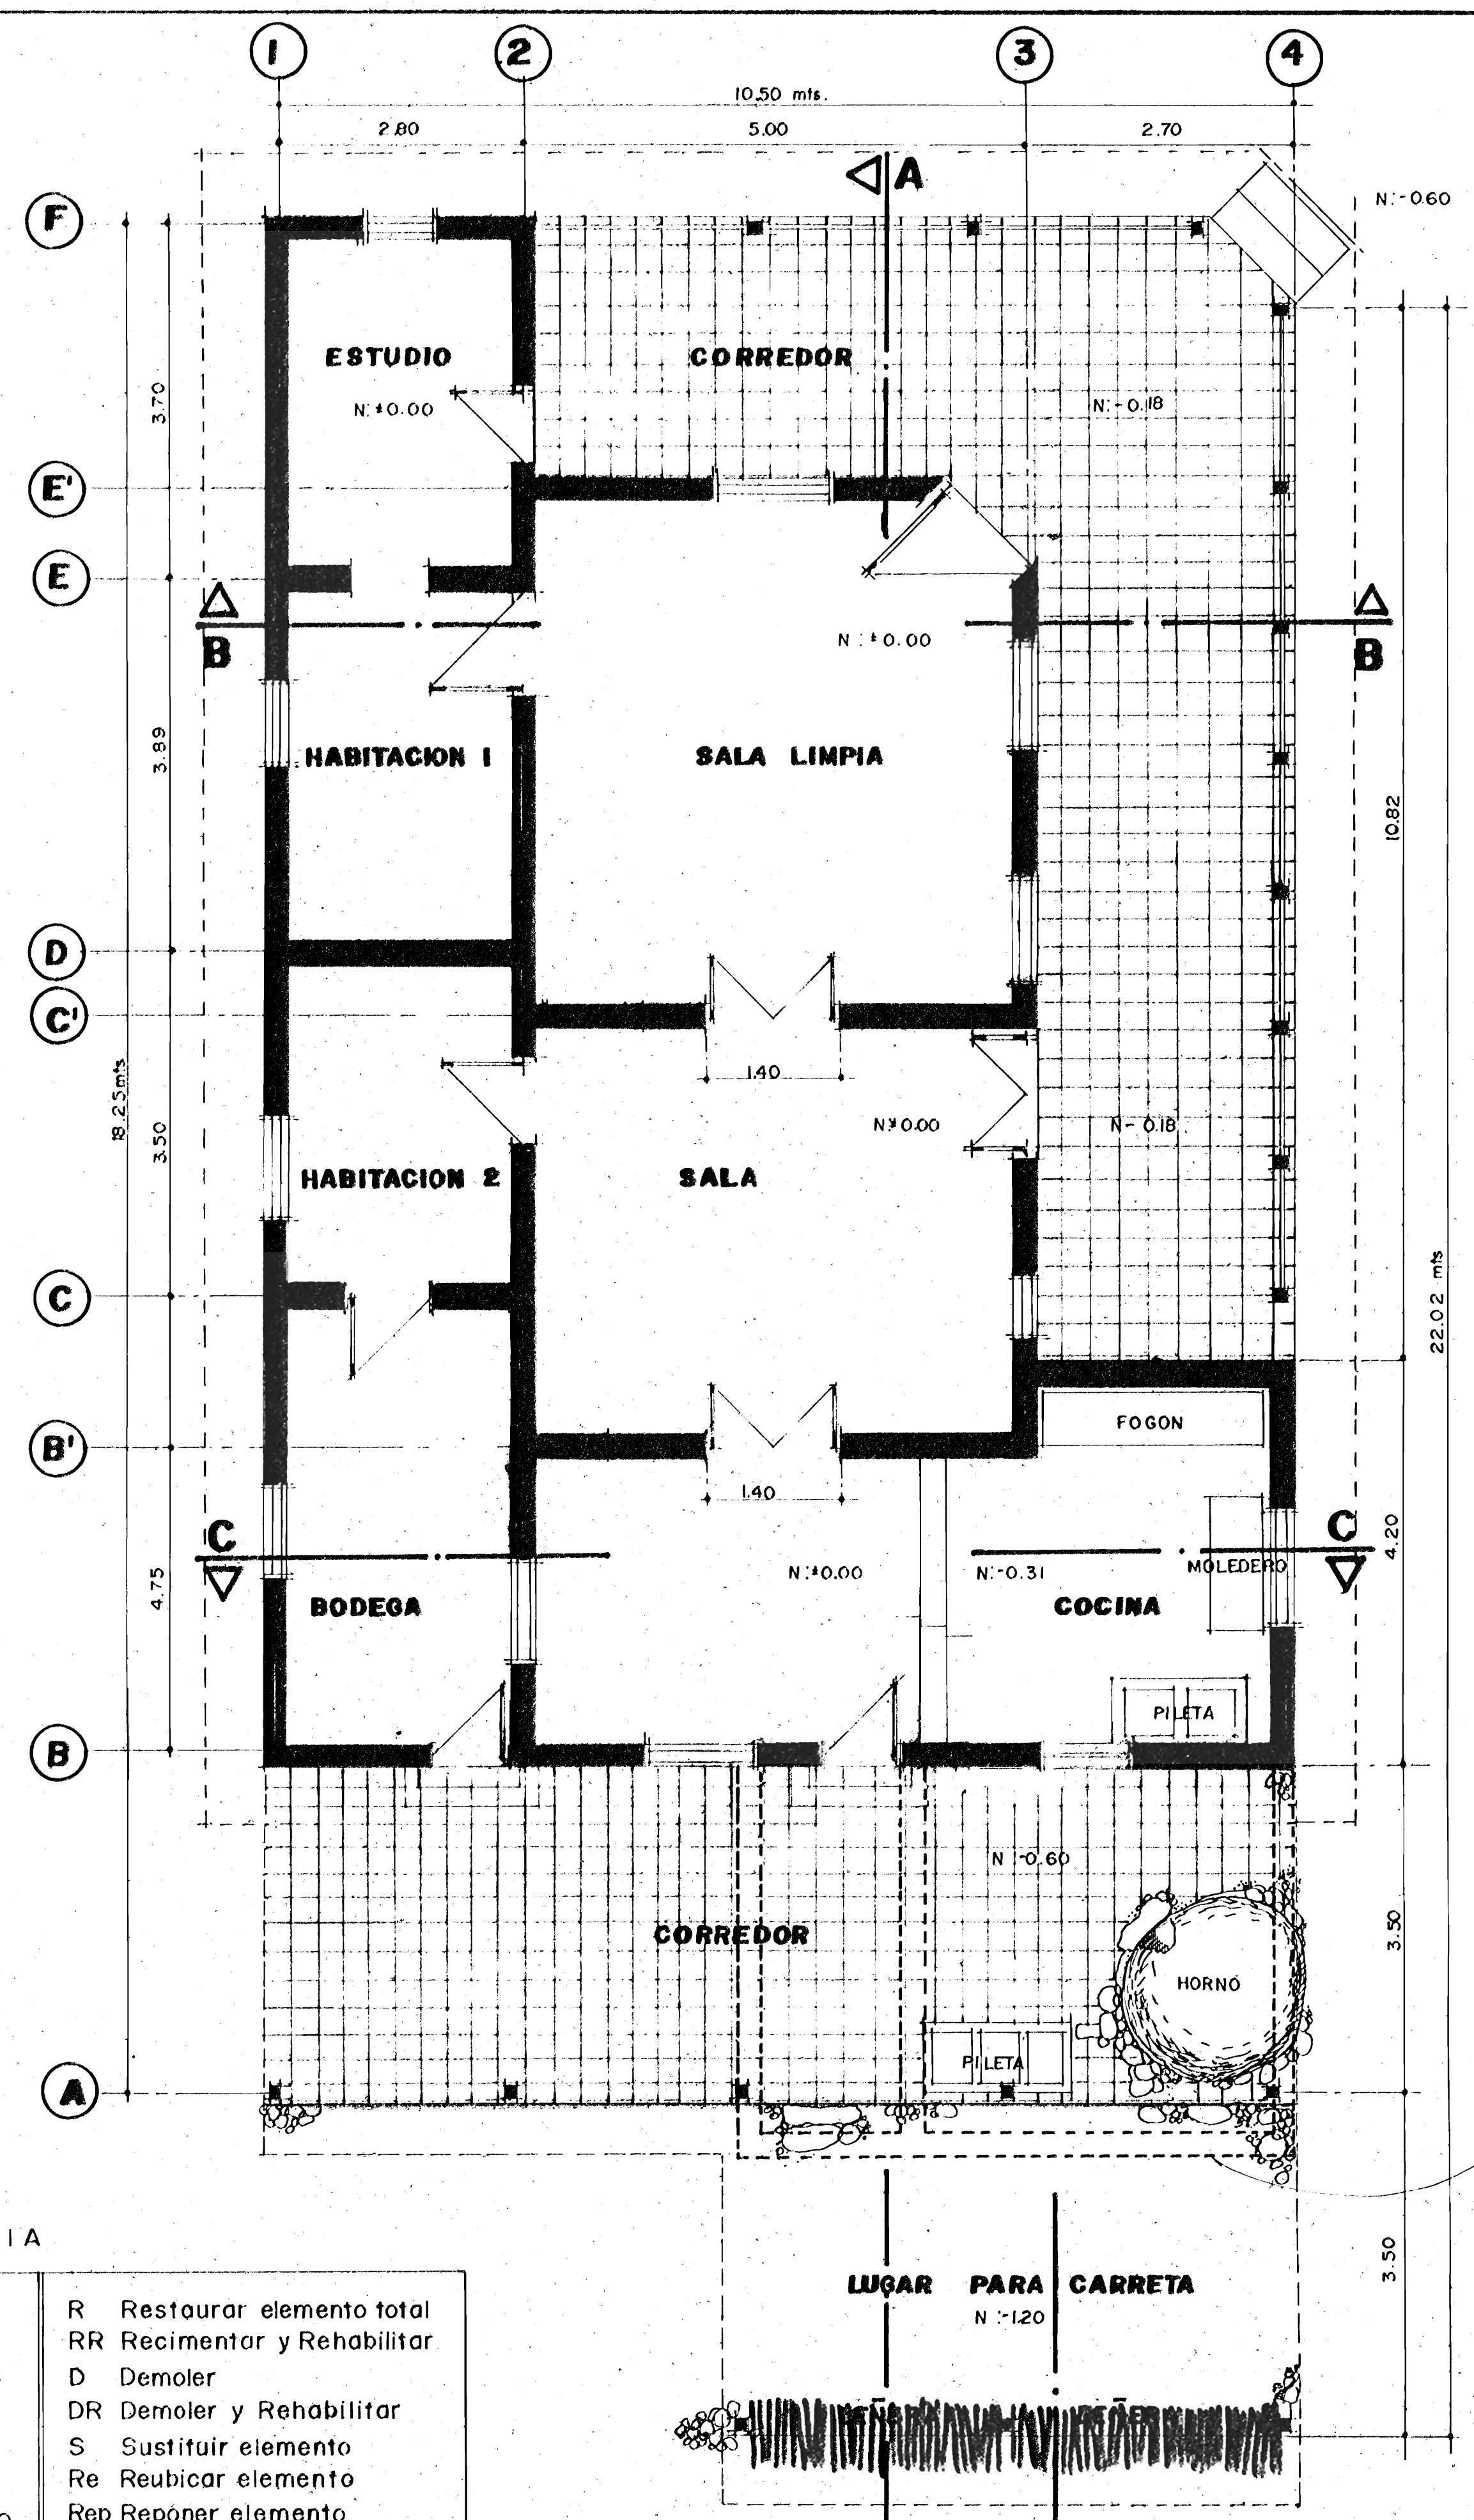 1 2 3 4
10.50 mts.
2.80 5.00 2.70
A
N:-0.60
F
ESTUDIO
N:±0.00
CORREDOR
N:-0.18
3.70
E'
E
B
B
N:±0.00
3.89
HABITACION 1
SALA LIMPIA
10.82
D
C'
1.40
18.25 mts
N±0.00
N-0.18
3.50
HABITACION 2
SALA
22.02 mts
C
FOGON
B'
1.40
C
C
4.20
N:±0.00
N:-0.31
MOLEDERO
4.75
BODEGA
COCINA
PILETA
B
N:-0.60
CORREDOR
3.50
HORNO
PILETA
A
IA
3.50
LUGAR PARA CARRETA
N:-1.20
R Restaurar elemento total
RR Recimentar y Rehabilitar
D Demoler
DR Demoler y Rehabilitar
S Sustituir elemento
Re Reubicar elemento
Rep Reponer elemento